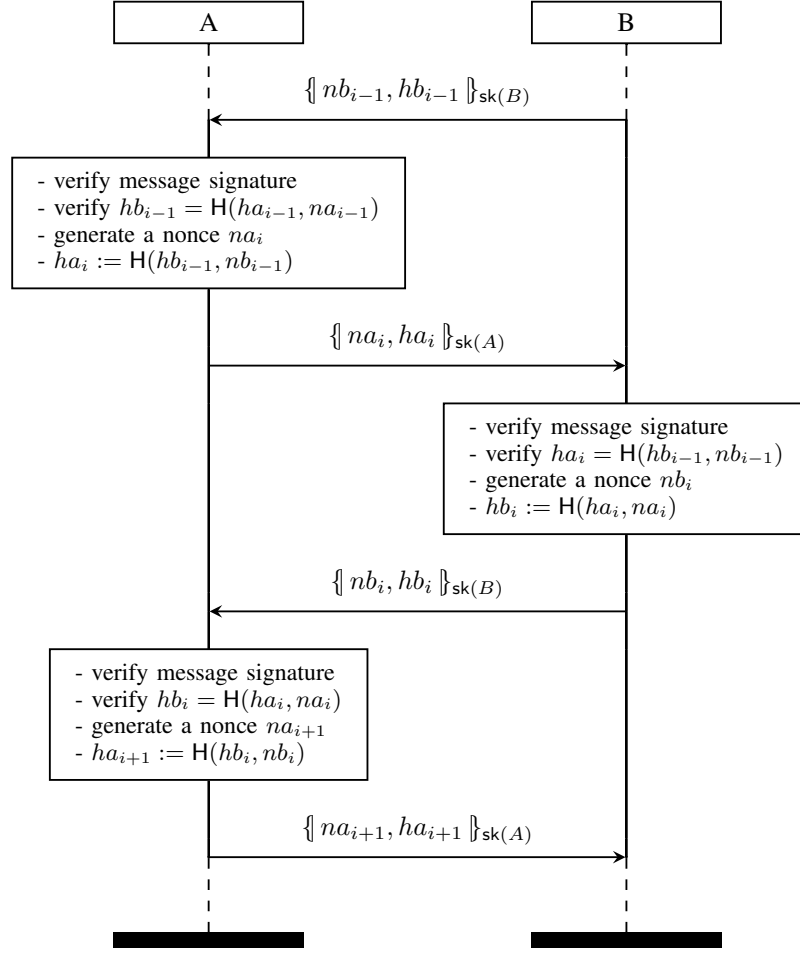 A B
{[ nb_{i−1}, hb_{i−1} ]}_{sk(B)}
- verify message signature
- verify hb_{i−1} = H(ha_{i−1}, na_{i−1})
- generate a nonce na_i
- ha_i := H(hb_{i−1}, nb_{i−1})
{[ na_i, ha_i ]}_{sk(A)}
- verify message signature
- verify ha_i = H(hb_{i−1}, nb_{i−1})
- generate a nonce nb_i
- hb_i := H(ha_i, na_i)
{[ nb_i, hb_i ]}_{sk(B)}
- verify message signature
- verify hb_i = H(ha_i, na_i)
- generate a nonce na_{i+1}
- ha_{i+1} := H(hb_i, nb_i)
{[ na_{i+1}, ha_{i+1} ]}_{sk(A)}